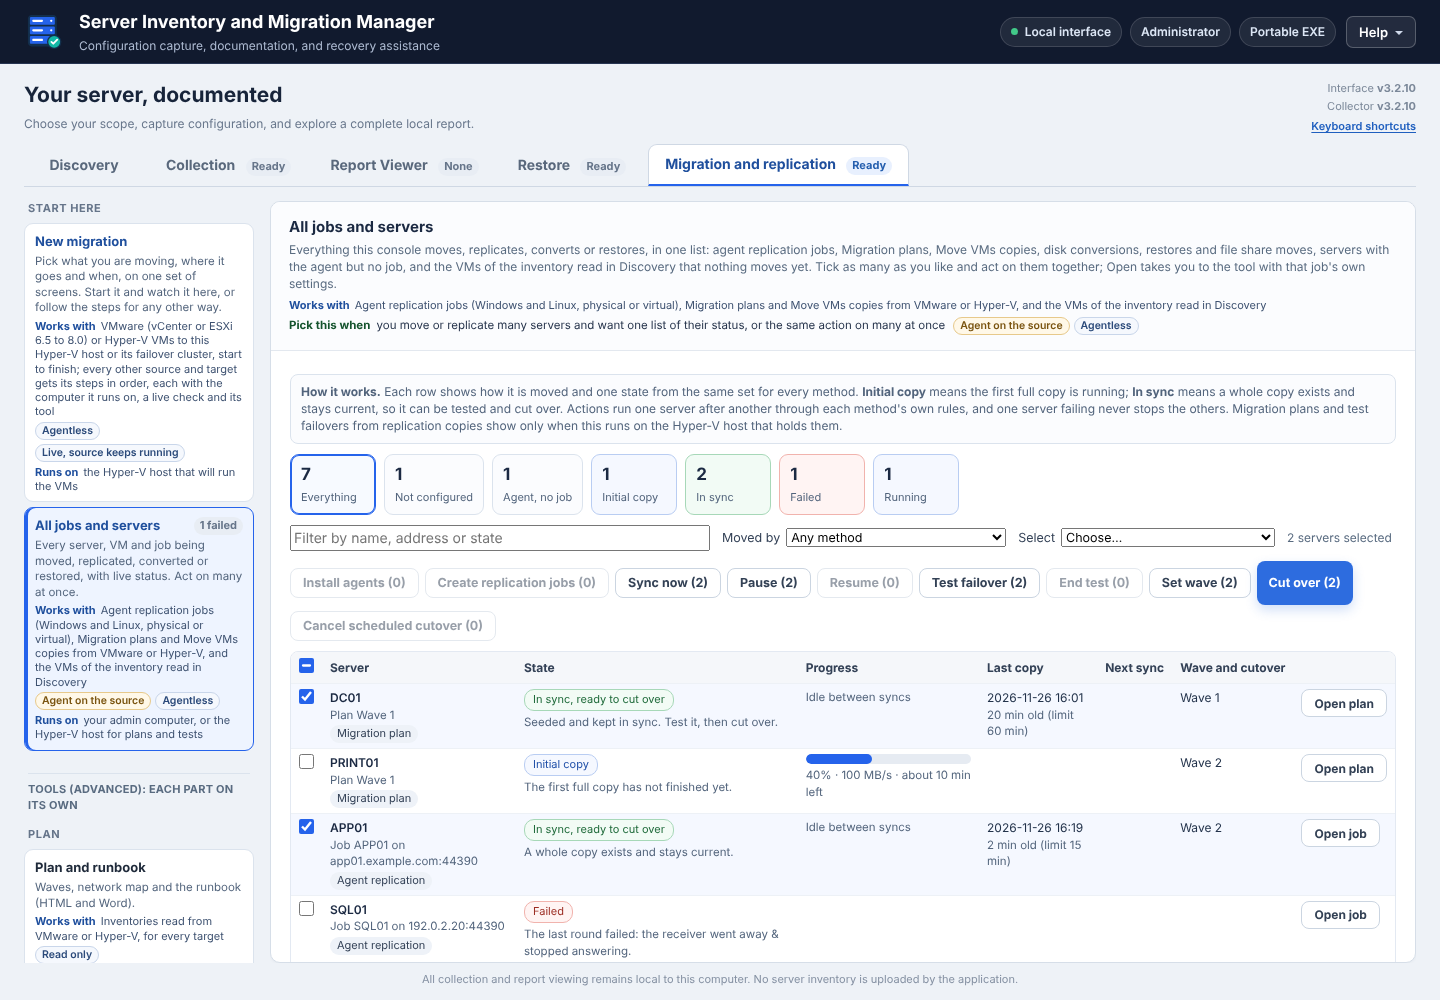 Server Inventory and Migration Manager
Configuration capture, documentation, and recovery assistance
Local interface
Administrator
Portable EXE
Help
Your server, documented
Choose your scope, capture configuration, and explore a complete local report.
Interface v3.2.10
Collector v3.2.10
Keyboard shortcuts
Discovery
Collection Ready
Report Viewer None
Restore Ready
Migration and replication Ready
START HERE
New migration
Pick what you are moving, where it
goes and when, on one set of
screens. Start it and watch it here, or
follow the steps for any other way.
Works with VMware (vCenter or ESXi
6.5 to 8.0) or Hyper-V VMs to this
Hyper-V host or its failover cluster, start
to finish; every other source and target
gets its steps in order, each with the
computer it runs on, a live check and its
tool
Agentless
Live, source keeps running
Runs on the Hyper-V host that will run
the VMs
All jobs and servers 1 failed
Every server, VM and job being
moved, replicated, converted or
restored, with live status. Act on many
at once.
Works with Agent replication jobs
(Windows and Linux, physical or
virtual), Migration plans and Move VMs
copies from VMware or Hyper-V, and
the VMs of the inventory read in
Discovery
Agent on the source Agentless
Runs on your admin computer, or the
Hyper-V host for plans and tests
TOOLS (ADVANCED): EACH PART ON
ITS OWN
PLAN
Plan and runbook
Waves, network map and the runbook
(HTML and Word).
Works with Inventories read from
VMware or Hyper-V, for every target
Read only
All jobs and servers
Everything this console moves, replicates, converts or restores, in one list: agent replication jobs, Migration plans, Move VMs copies, disk conversions, restores and file share moves, servers with
the agent but no job, and the VMs of the inventory read in Discovery that nothing moves yet. Tick as many as you like and act on them together; Open takes you to the tool with that job's own
settings.
Works with Agent replication jobs (Windows and Linux, physical or virtual), Migration plans and Move VMs copies from VMware or Hyper-V, and the VMs of the inventory read in Discovery
Pick this when you move or replicate many servers and want one list of their status, or the same action on many at once Agent on the source Agentless
How it works. Each row shows how it is moved and one state from the same set for every method. Initial copy means the first full copy is running; In sync means a whole copy exists and
stays current, so it can be tested and cut over. Actions run one server after another through each method's own rules, and one server failing never stops the others. Migration plans and test
failovers from replication copies show only when this runs on the Hyper-V host that holds them.
7 Everything
1 Not configured
1 Agent, no job
1 Initial copy
2 In sync
1 Failed
1 Running
Filter by name, address or state
Moved by Any method
Select Choose...
2 servers selected
Install agents (0)
Create replication jobs (0)
Sync now (2)
Pause (2)
Resume (0)
Test failover (2)
End test (0)
Set wave (2)
Cut over (2)
Cancel scheduled cutover (0)
Server State Progress Last copy Next sync Wave and cutover
DC01
Plan Wave 1
Migration plan
In sync, ready to cut over
Seeded and kept in sync. Test it, then cut over.
Idle between syncs
2026-11-26 16:01
20 min old (limit
60 min)
Wave 1
Open plan
PRINT01
Plan Wave 1
Migration plan
Initial copy
The first full copy has not finished yet.
40% · 100 MB/s · about 10 min
left
Wave 2
Open plan
APP01
Job APP01 on
app01.example.com:44390
Agent replication
In sync, ready to cut over
A whole copy exists and stays current.
Idle between syncs
2026-11-26 16:19
2 min old (limit 15
min)
Wave 2
Open job
SQL01
Job SQL01 on 192.0.2.20:44390
Agent replication
Failed
The last round failed: the receiver went away &
stopped answering.
Open job
All collection and report viewing remains local to this computer. No server inventory is uploaded by the application.